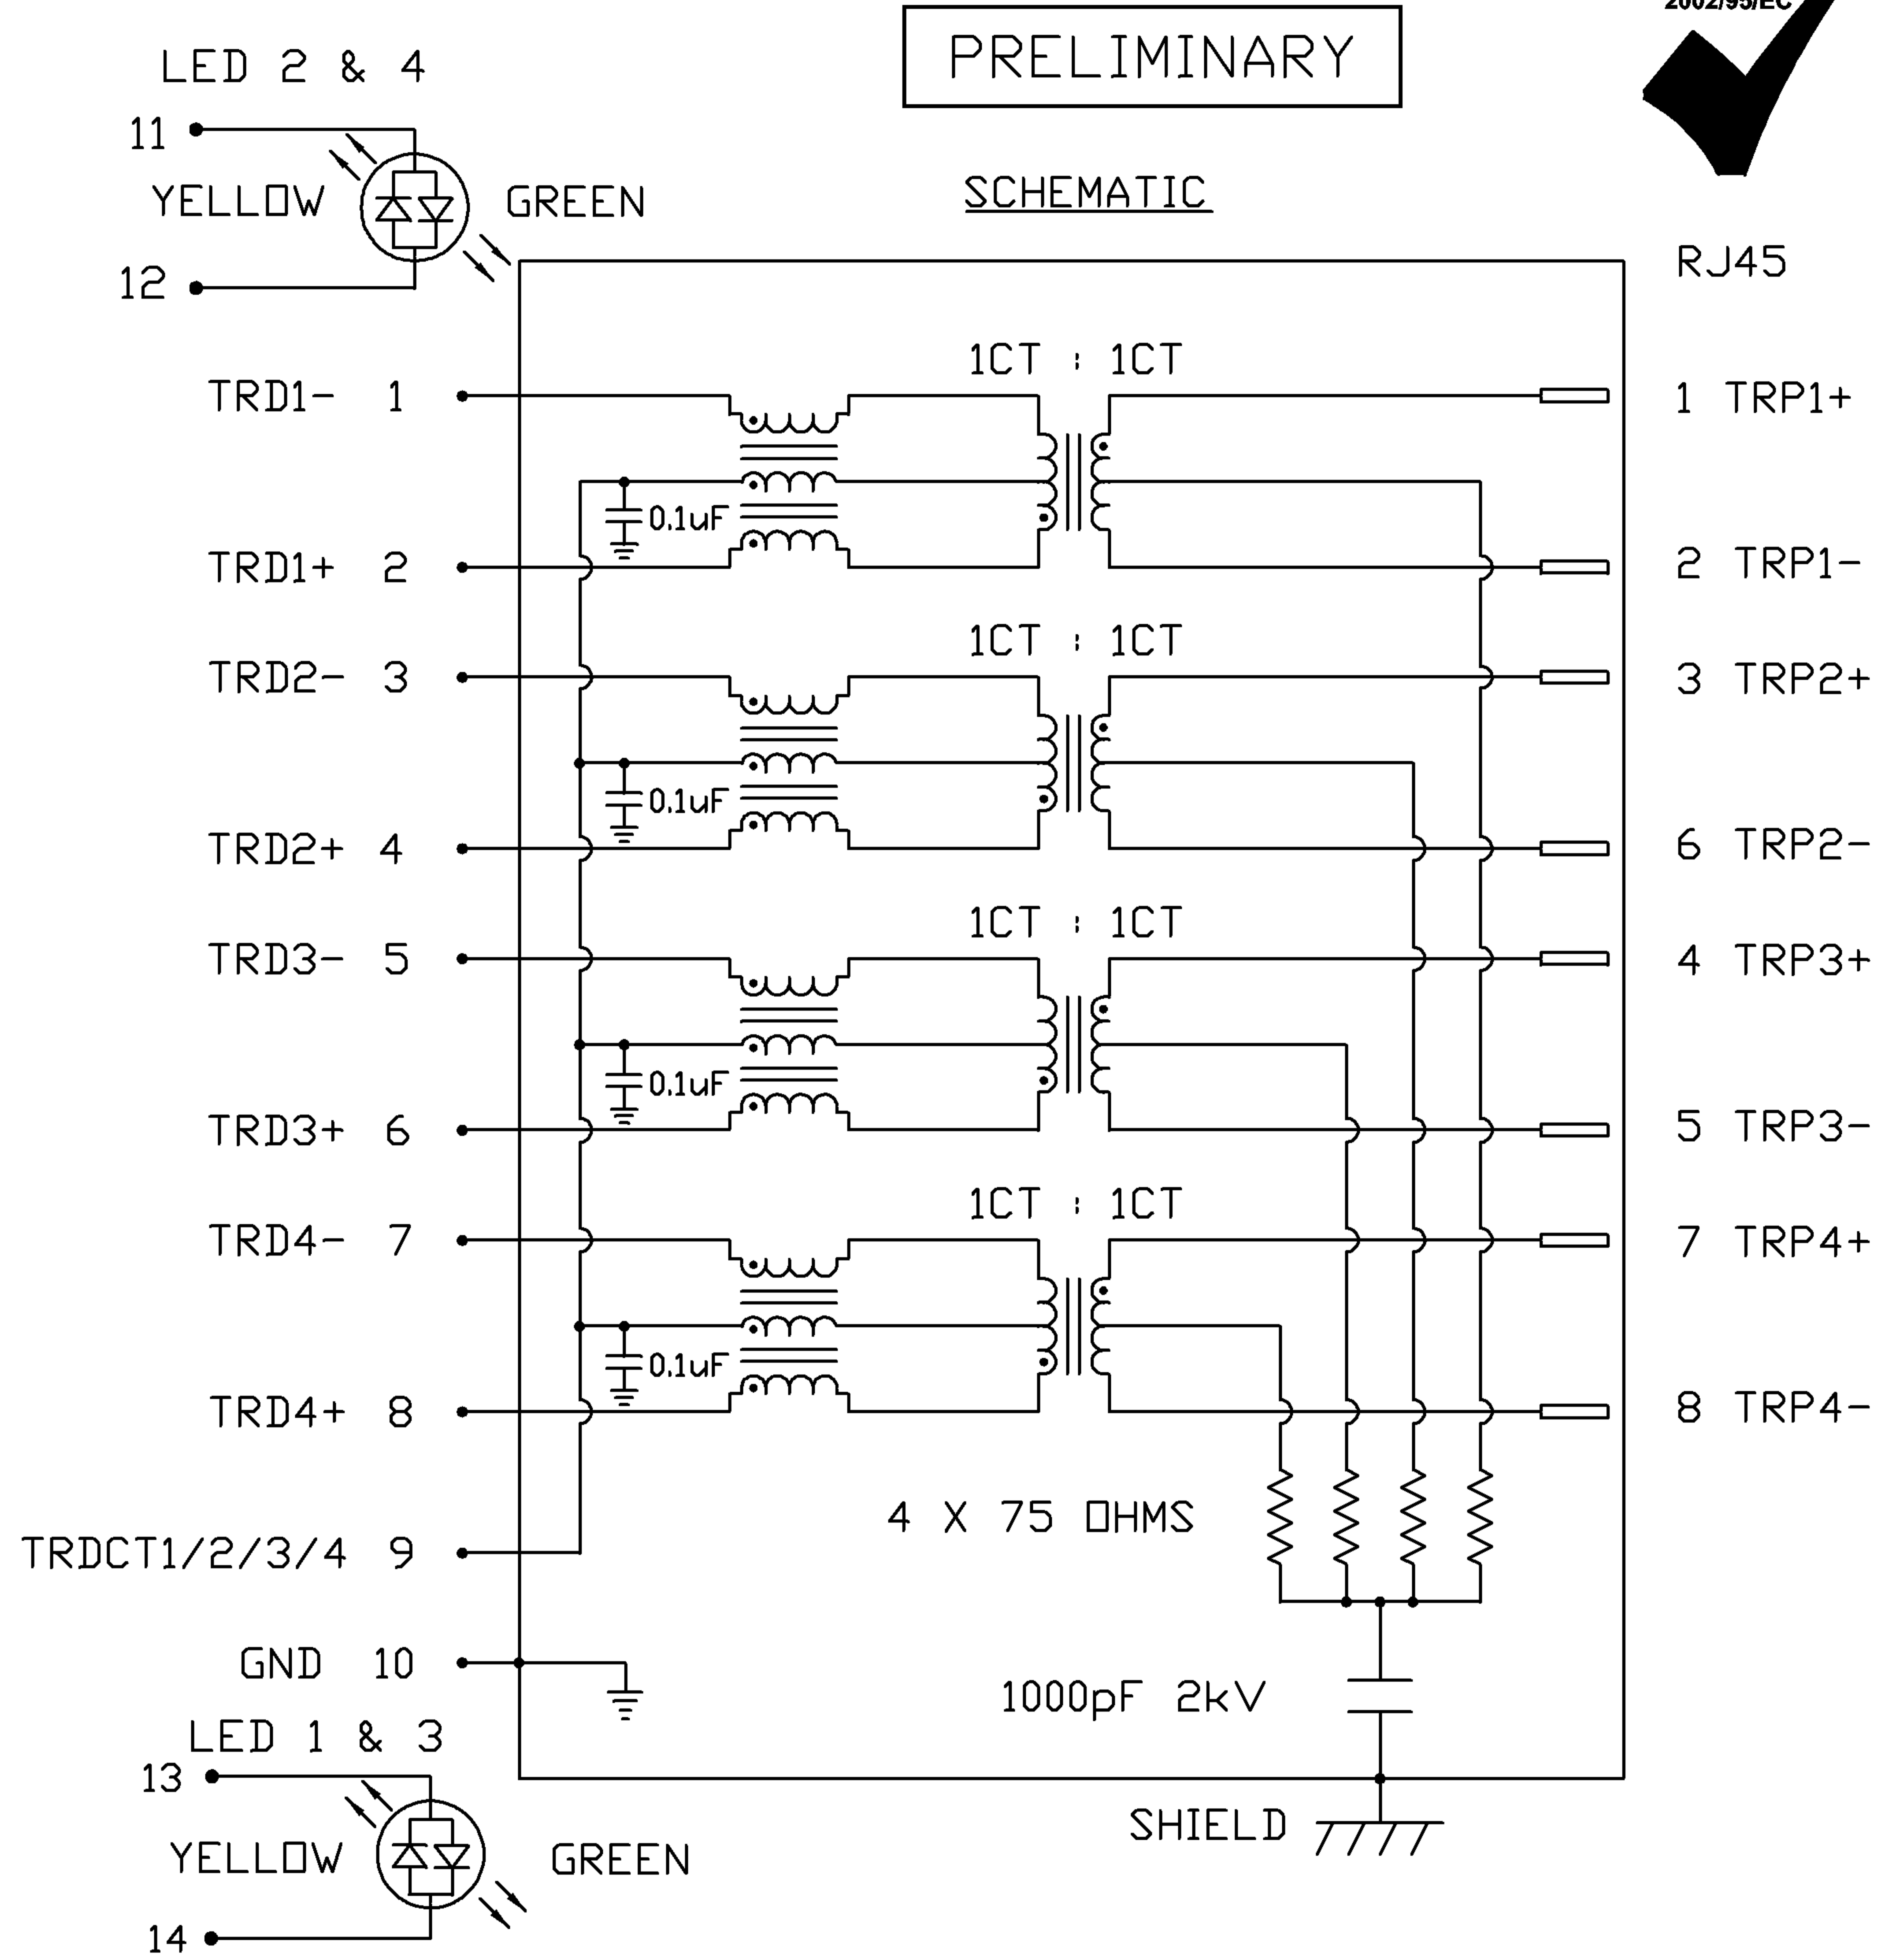 2002/95/EC
PRELIMINARY
SCHEMATIC
LED 2 & 4
11
YELLOW GREEN
12
RJ45
1CT : 1CT
TRD1- 1
1 TRP1+
0.1uF
TRD1+ 2
2 TRP1-
1CT : 1CT
TRD2- 3
3 TRP2+
0.1uF
TRD2+ 4
6 TRP2-
1CT : 1CT
TRD3- 5
4 TRP3+
0.1uF
TRD3+ 6
5 TRP3-
1CT : 1CT
TRD4- 7
7 TRP4+
0.1uF
TRD4+ 8
8 TRP4-
4 X 75 OHMS
TRDCT1/2/3/4 9
GND 10
1000pF 2kV
LED 1 & 3
13
SHIELD
YELLOW GREEN
14